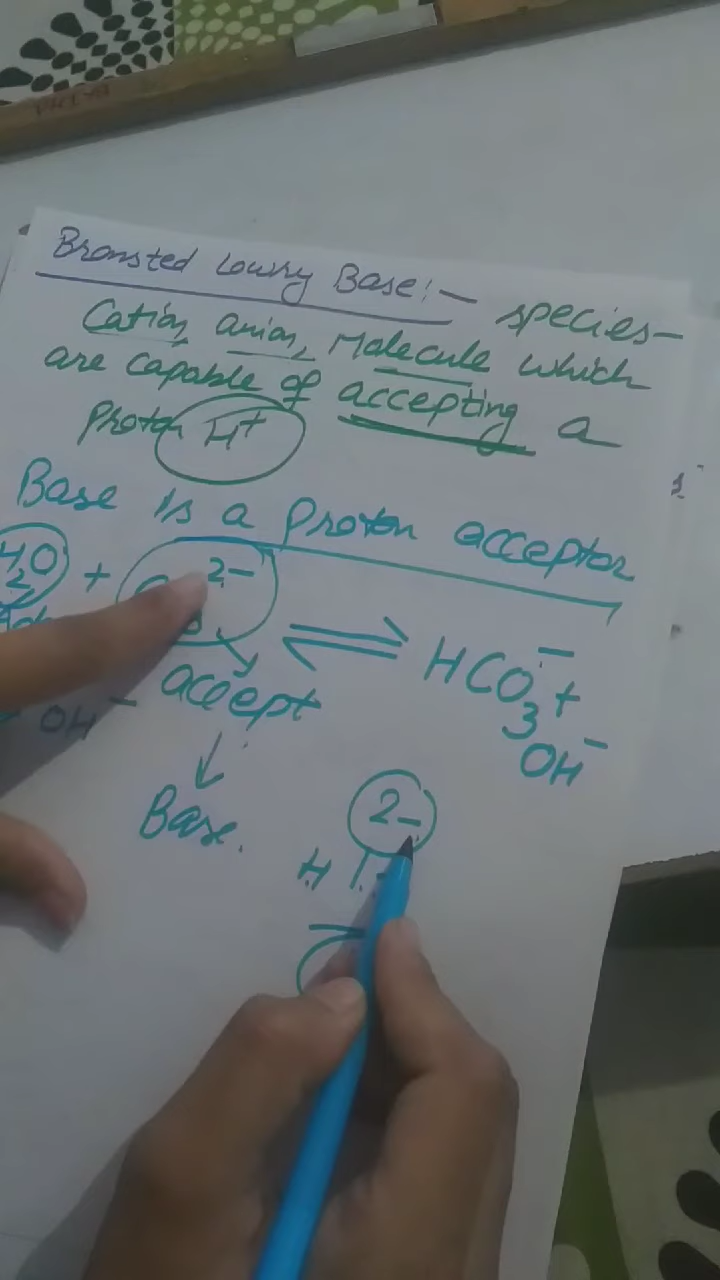 Bronsted Lowry Base:- species-
Cation, anion, Molecule which
are capable of accepting a
Proton H+
Base is a Proton acceptor
H2O + 2- ⇌ HCO3- +
OH-
accept
OH-
Base.
2-
H